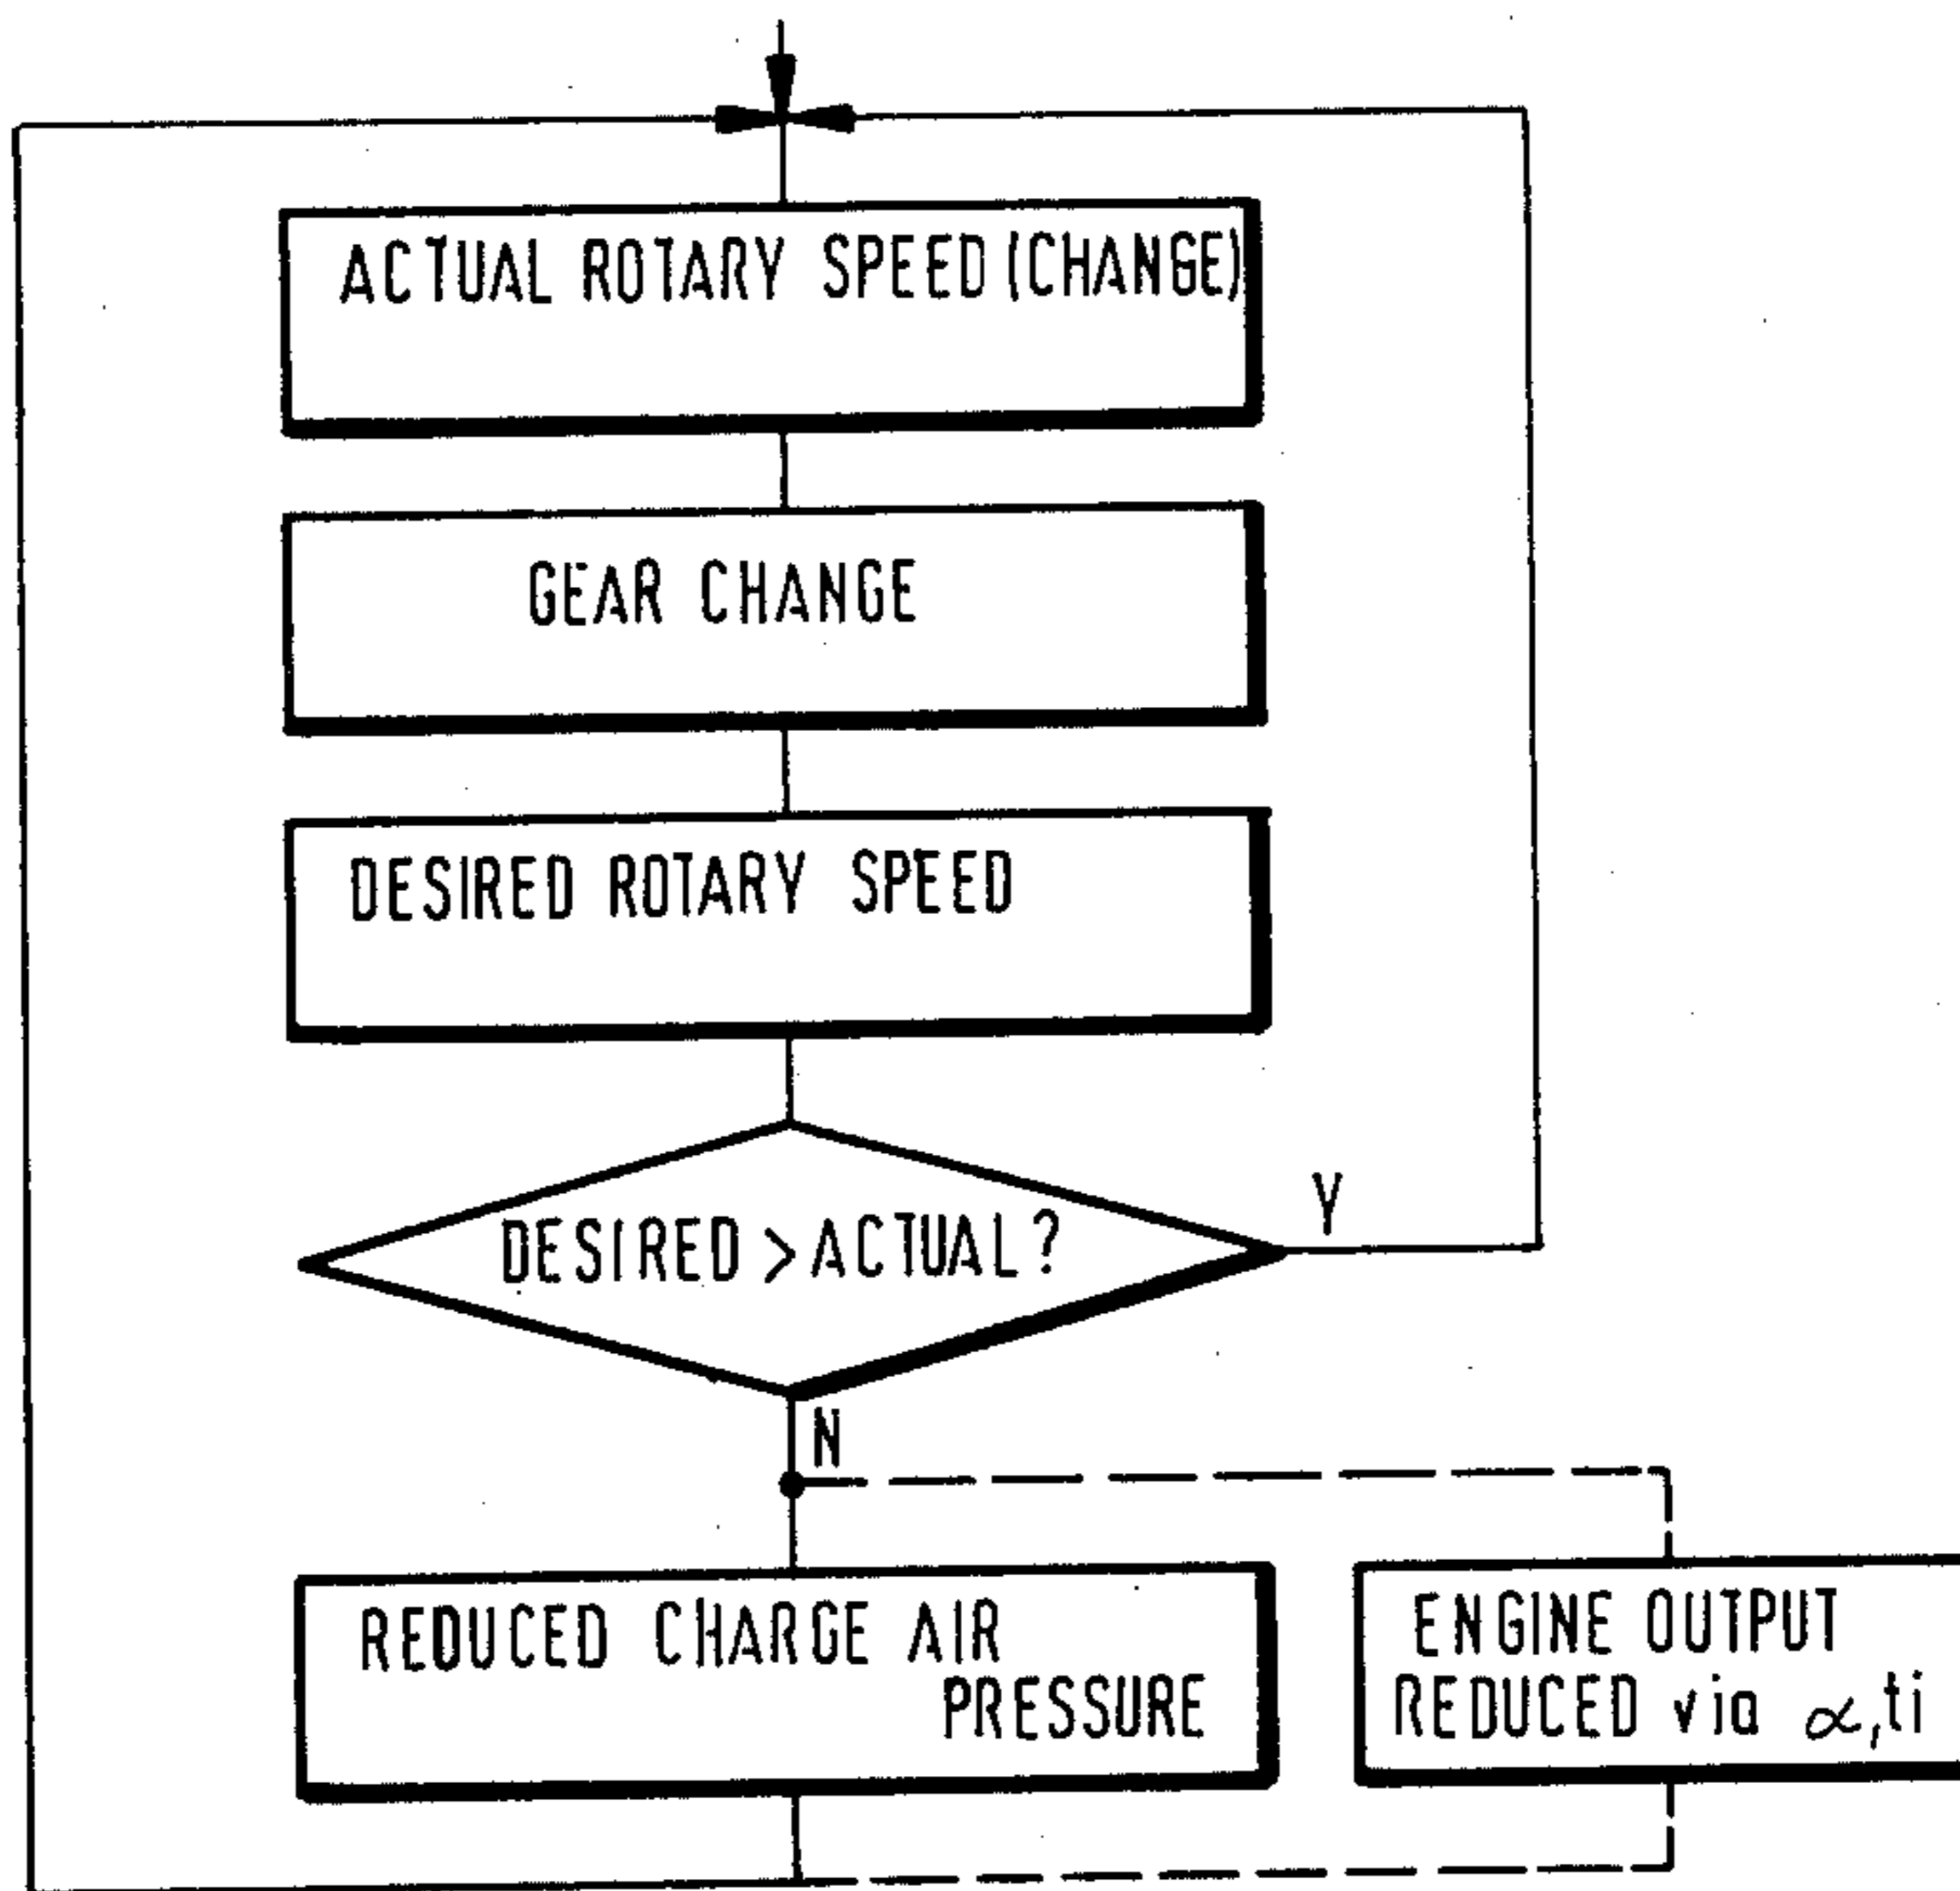 ACTUAL ROTARY SPEED (CHANGE)
GEAR CHANGE
DESIRED ROTARY SPEED
DESIRED > ACTUAL?
Y
N
REDUCED CHARGE AIR
PRESSURE
ENGINE OUTPUT
REDUCED via α, ti